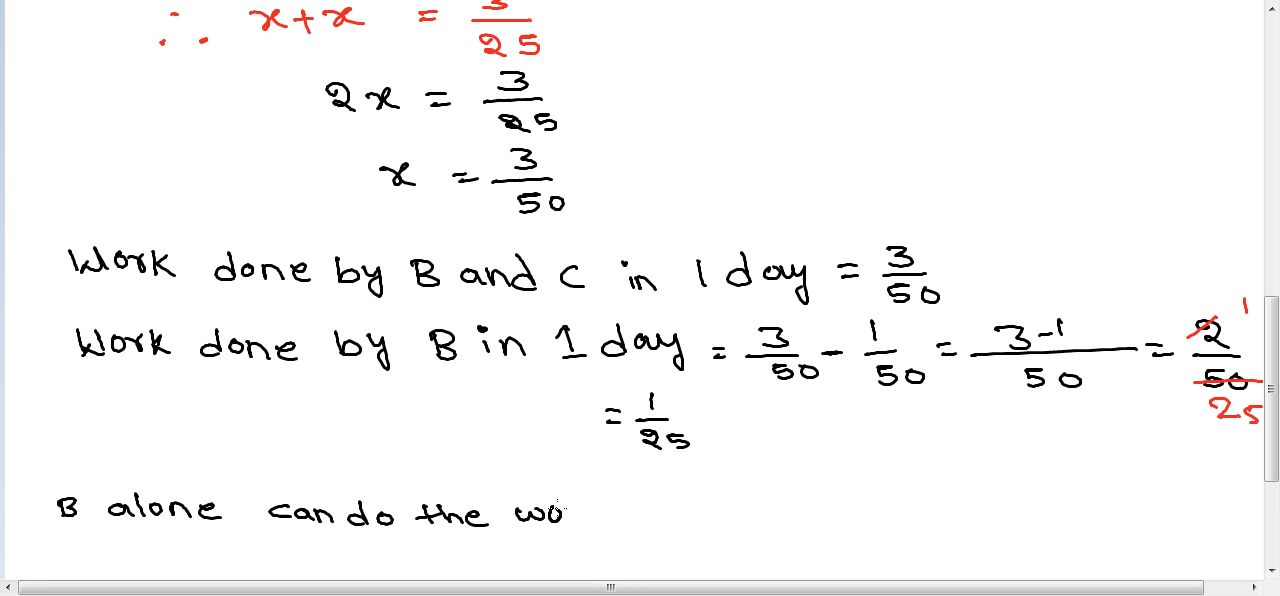 ∴ x+x = 3/25
2x = 3/25
x = 3/50
Work done by B and C in 1 day = 3/50
Work done by B in 1 day = 3/50 - 1/50 = 3-1/50 = 2/50 1 25
= 1/25
B alone can do the wo